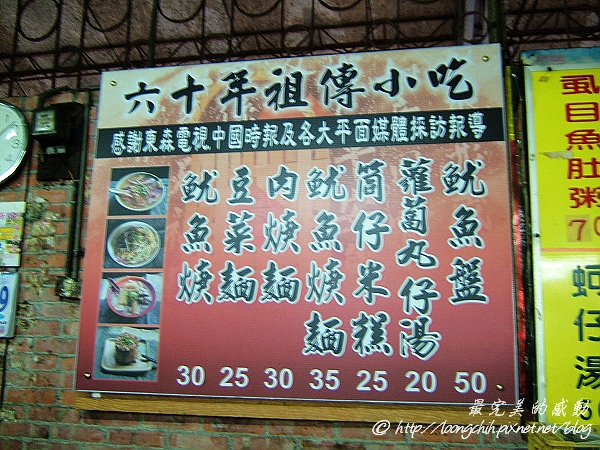 六十年祖傳小吃
感謝東森電視中國時報及各大平面媒體採訪報導
魷魚盤
蘿蔔丸仔湯
筒仔米糕
魷魚焿麵
肉焿麵
豆菜麵
魷魚焿
30 25 30 35 25 20 50
虱目魚肚粥
70
蚵仔湯
最完美的感動
© http://loongchih.pixnet.net/blog